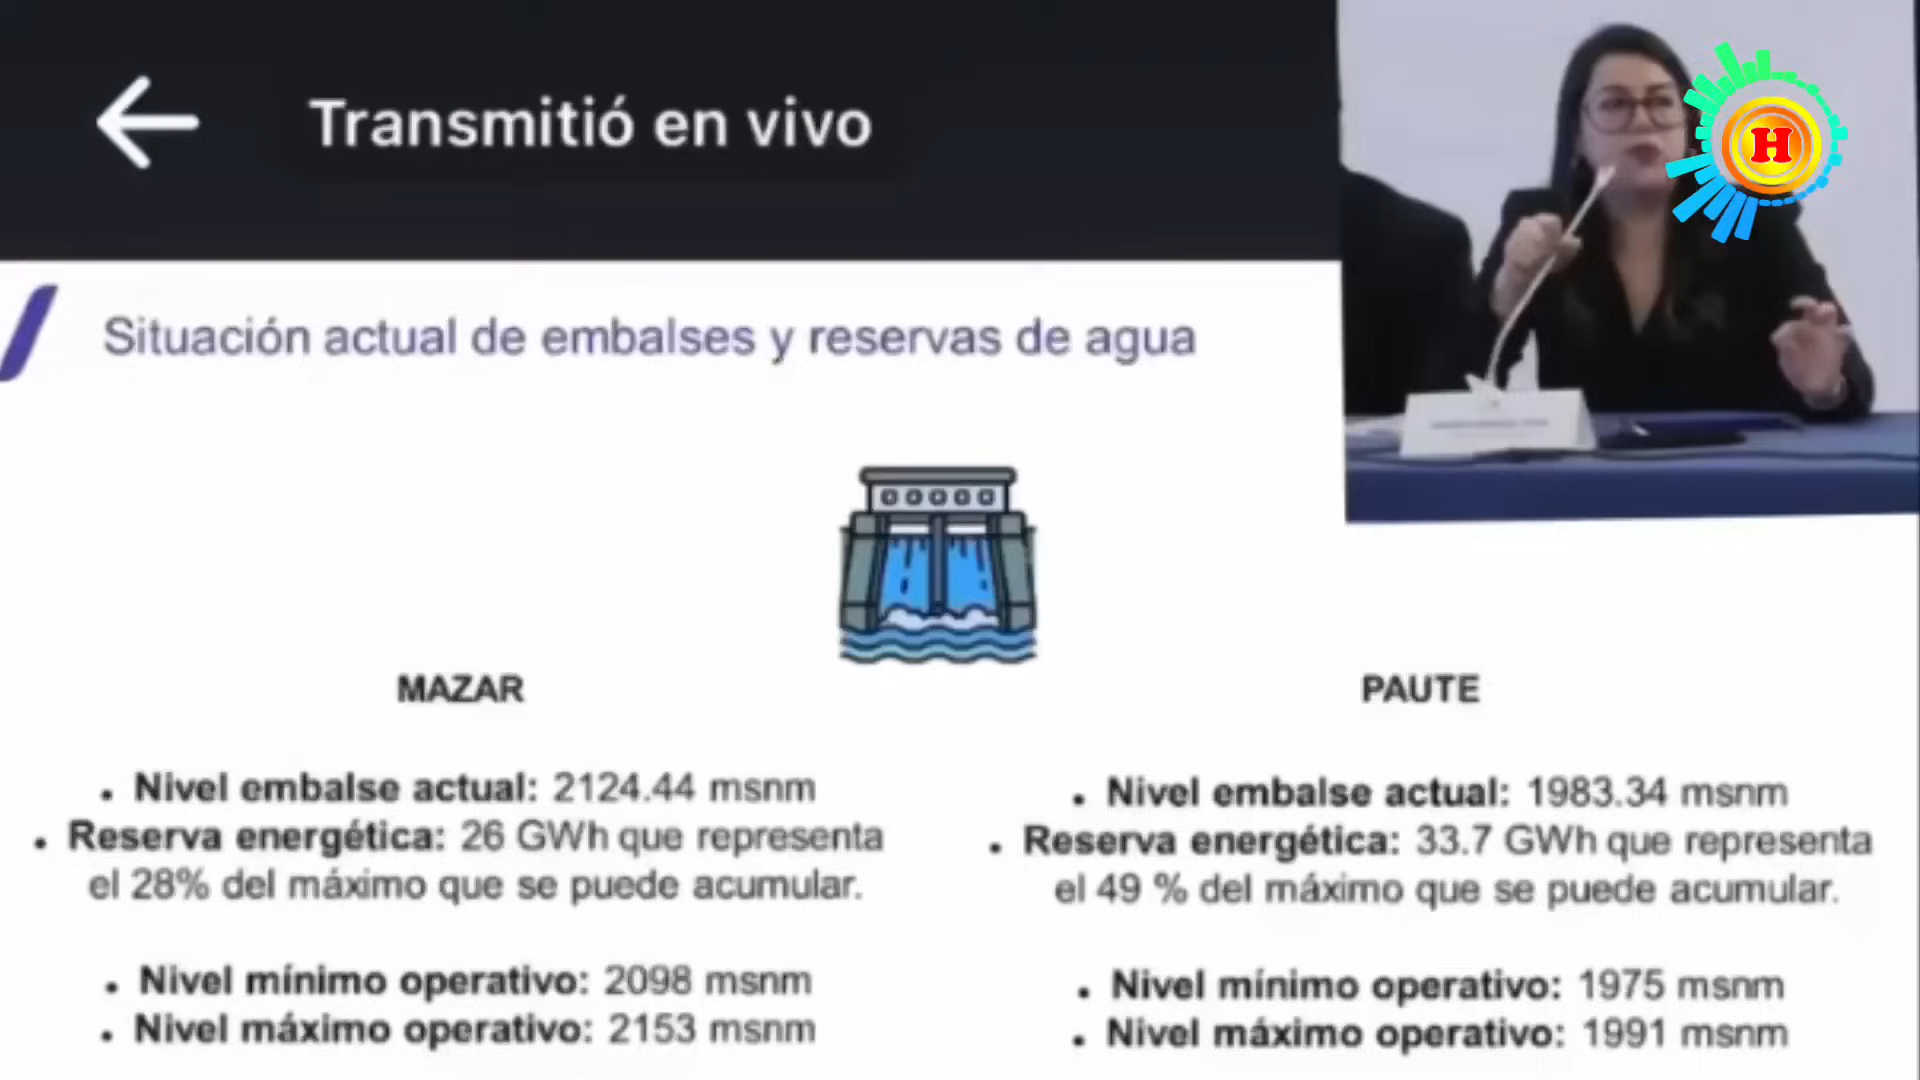 Transmitió en vivo
H
Situación actual de embalses y reservas de agua
MAZAR
• Nivel embalse actual: 2124.44 msnm
• Reserva energética: 26 GWh que representa
el 28% del máximo que se puede acumular.
• Nivel mínimo operativo: 2098 msnm
• Nivel máximo operativo: 2153 msnm
PAUTE
• Nivel embalse actual: 1983.34 msnm
• Reserva energética: 33.7 GWh que representa
el 49 % del máximo que se puede acumular.
• Nivel mínimo operativo: 1975 msnm
• Nivel máximo operativo: 1991 msnm